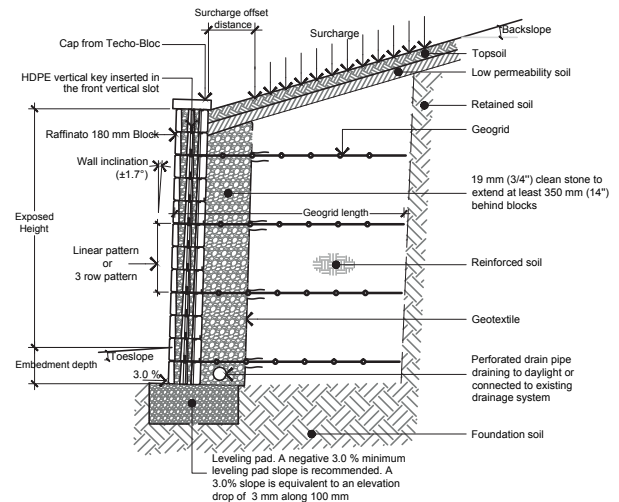 Surcharge offset
distance
Surcharge
Backslope
Cap from Techo-Bloc
Topsoil
Low permeability soil
HDPE vertical key inserted in
the front vertical slot
Retained soil
Raffinato 180 mm Block
Geogrid
Wall inclination
(±1.7°)
19 mm (3/4") clean stone to
extend at least 350 mm (14")
behind blocks
Geogrid length
Exposed
Height
Linear pattern
or
3 row pattern
Reinforced soil
Geotextile
Toeslope
Embedment depth
3.0 %
Perforated drain pipe
draining to daylight or
connected to existing
drainage system
Foundation soil
Leveling pad. A negative 3.0 % minimum
leveling pad slope is recommended. A
3.0% slope is equivalent to an elevation
drop of 3 mm along 100 mm